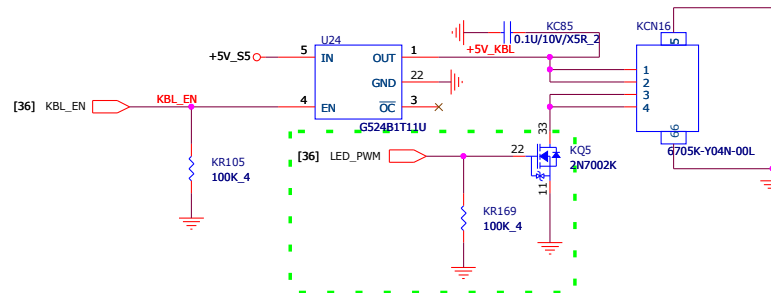 KC85
0.1U/10V/X5R_2
KCN16
5
U24
+5V_S5
5
IN
OUT
1
+5V_KBL
1
2
GND
22
3
[36]
KBL_EN
KBL_EN
4
EN
OC
3
4
G524B1T11U
33
66
6705K-Y04N-00L
[36]
LED_PWM
22
KQ5
2N7002K
KR105
100K_4
11
KR169
100K_4